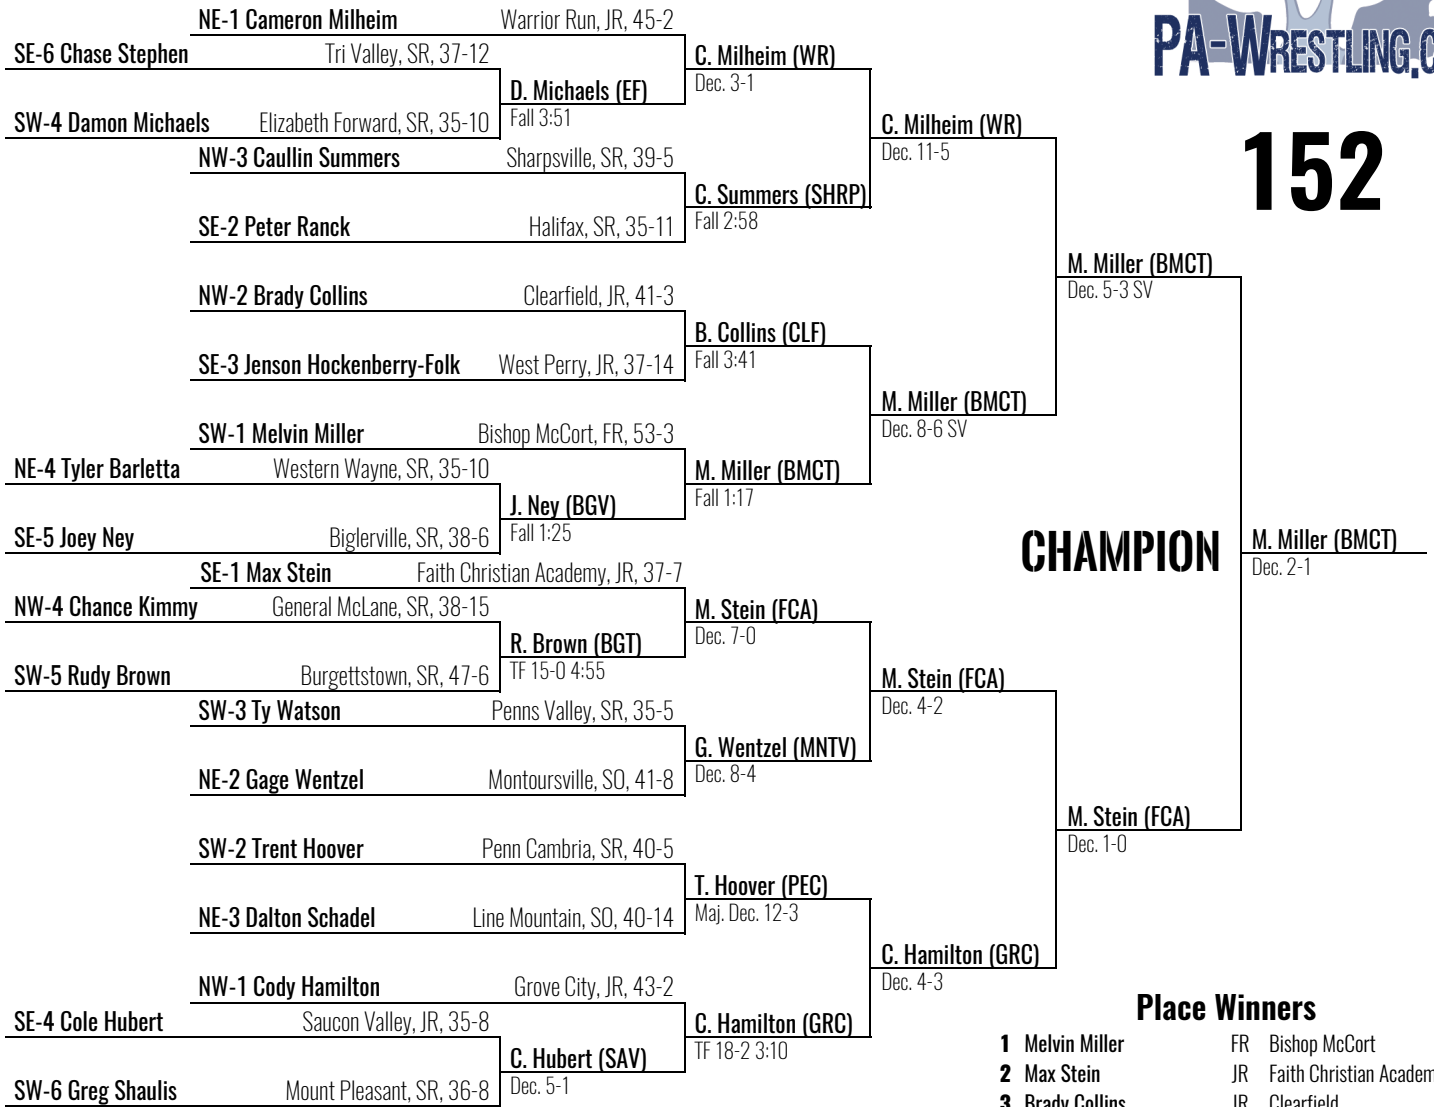 NE-1 Cameron Milheim Warrior Run, JR, 45-2
SE-6 Chase Stephen Tri Valley, SR, 37-12
SW-4 Damon Michaels Elizabeth Forward, SR, 35-10
D. Michaels (EF)
Fall 3:51
C. Milheim (WR)
Dec. 3-1
NW-3 Caullin Summers Sharpsville, SR, 39-5
SE-2 Peter Ranck Halifax, SR, 35-11
C. Summers (SHRP)
Fall 2:58
C. Milheim (WR)
Dec. 11-5
NW-2 Brady Collins Clearfield, JR, 41-3
SE-3 Jenson Hockenberry-Folk West Perry, JR, 37-14
B. Collins (CLF)
Fall 3:41
SW-1 Melvin Miller Bishop McCort, FR, 53-3
NE-4 Tyler Barletta Western Wayne, SR, 35-10
SE-5 Joey Ney Biglerville, SR, 38-6
J. Ney (BGV)
Fall 1:25
M. Miller (BMCT)
Fall 1:17
M. Miller (BMCT)
Dec. 8-6 SV
M. Miller (BMCT)
Dec. 5-3 SV
SE-1 Max Stein Faith Christian Academy, JR, 37-7
NW-4 Chance Kimmy General McLane, SR, 38-15
SW-5 Rudy Brown Burgettstown, SR, 47-6
R. Brown (BGT)
TF 15-0 4:55
M. Stein (FCA)
Dec. 7-0
SW-3 Ty Watson Penns Valley, SR, 35-5
NE-2 Gage Wentzel Montoursville, SO, 41-8
G. Wentzel (MNTV)
Dec. 8-4
M. Stein (FCA)
Dec. 4-2
SW-2 Trent Hoover Penn Cambria, SR, 40-5
NE-3 Dalton Schadel Line Mountain, SO, 40-14
T. Hoover (PEC)
Maj. Dec. 12-3
NW-1 Cody Hamilton Grove City, JR, 43-2
SE-4 Cole Hubert Saucon Valley, JR, 35-8
SW-6 Greg Shaulis Mount Pleasant, SR, 36-8
C. Hubert (SAV)
Dec. 5-1
C. Hamilton (GRC)
TF 18-2 3:10
C. Hamilton (GRC)
Dec. 4-3
M. Stein (FCA)
Dec. 1-0
PA-WRESTLING.C
152
CHAMPION
M. Miller (BMCT)
Dec. 2-1
Place Winners
1 Melvin Miller FR Bishop McCort
2 Max Stein JR Faith Christian Academ
3 Brady Collins JR Clearfield